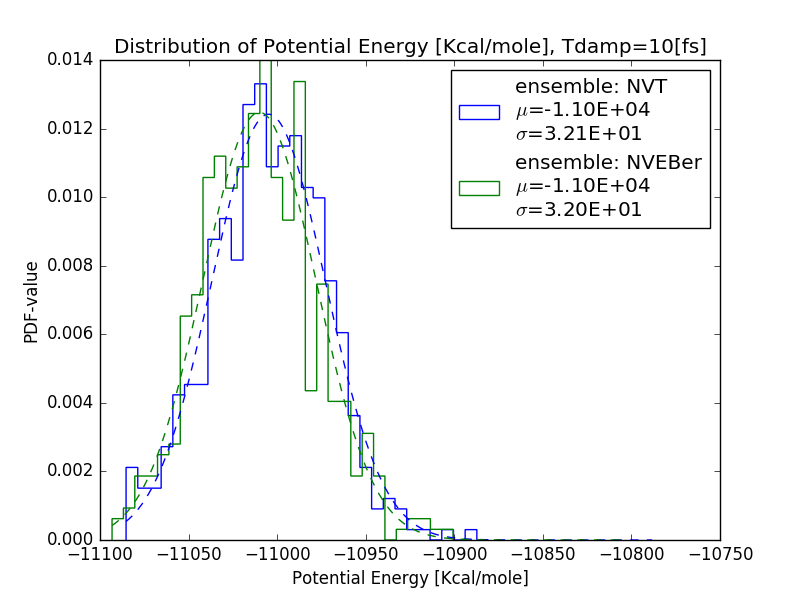 Distribution of Potential Energy [Kcal/mole], Tdamp=10[fs]
0.014
0.012
0.010
0.008
0.006
0.004
0.002
0.000
PDF-value
ensemble: NVT
μ=-1.10E+04
σ=3.21E+01
ensemble: NVEBer
μ=-1.10E+04
σ=3.20E+01
−11100 −11050 −11000 −10950 −10900 −10850 −10800 −10750
Potential Energy [Kcal/mole]